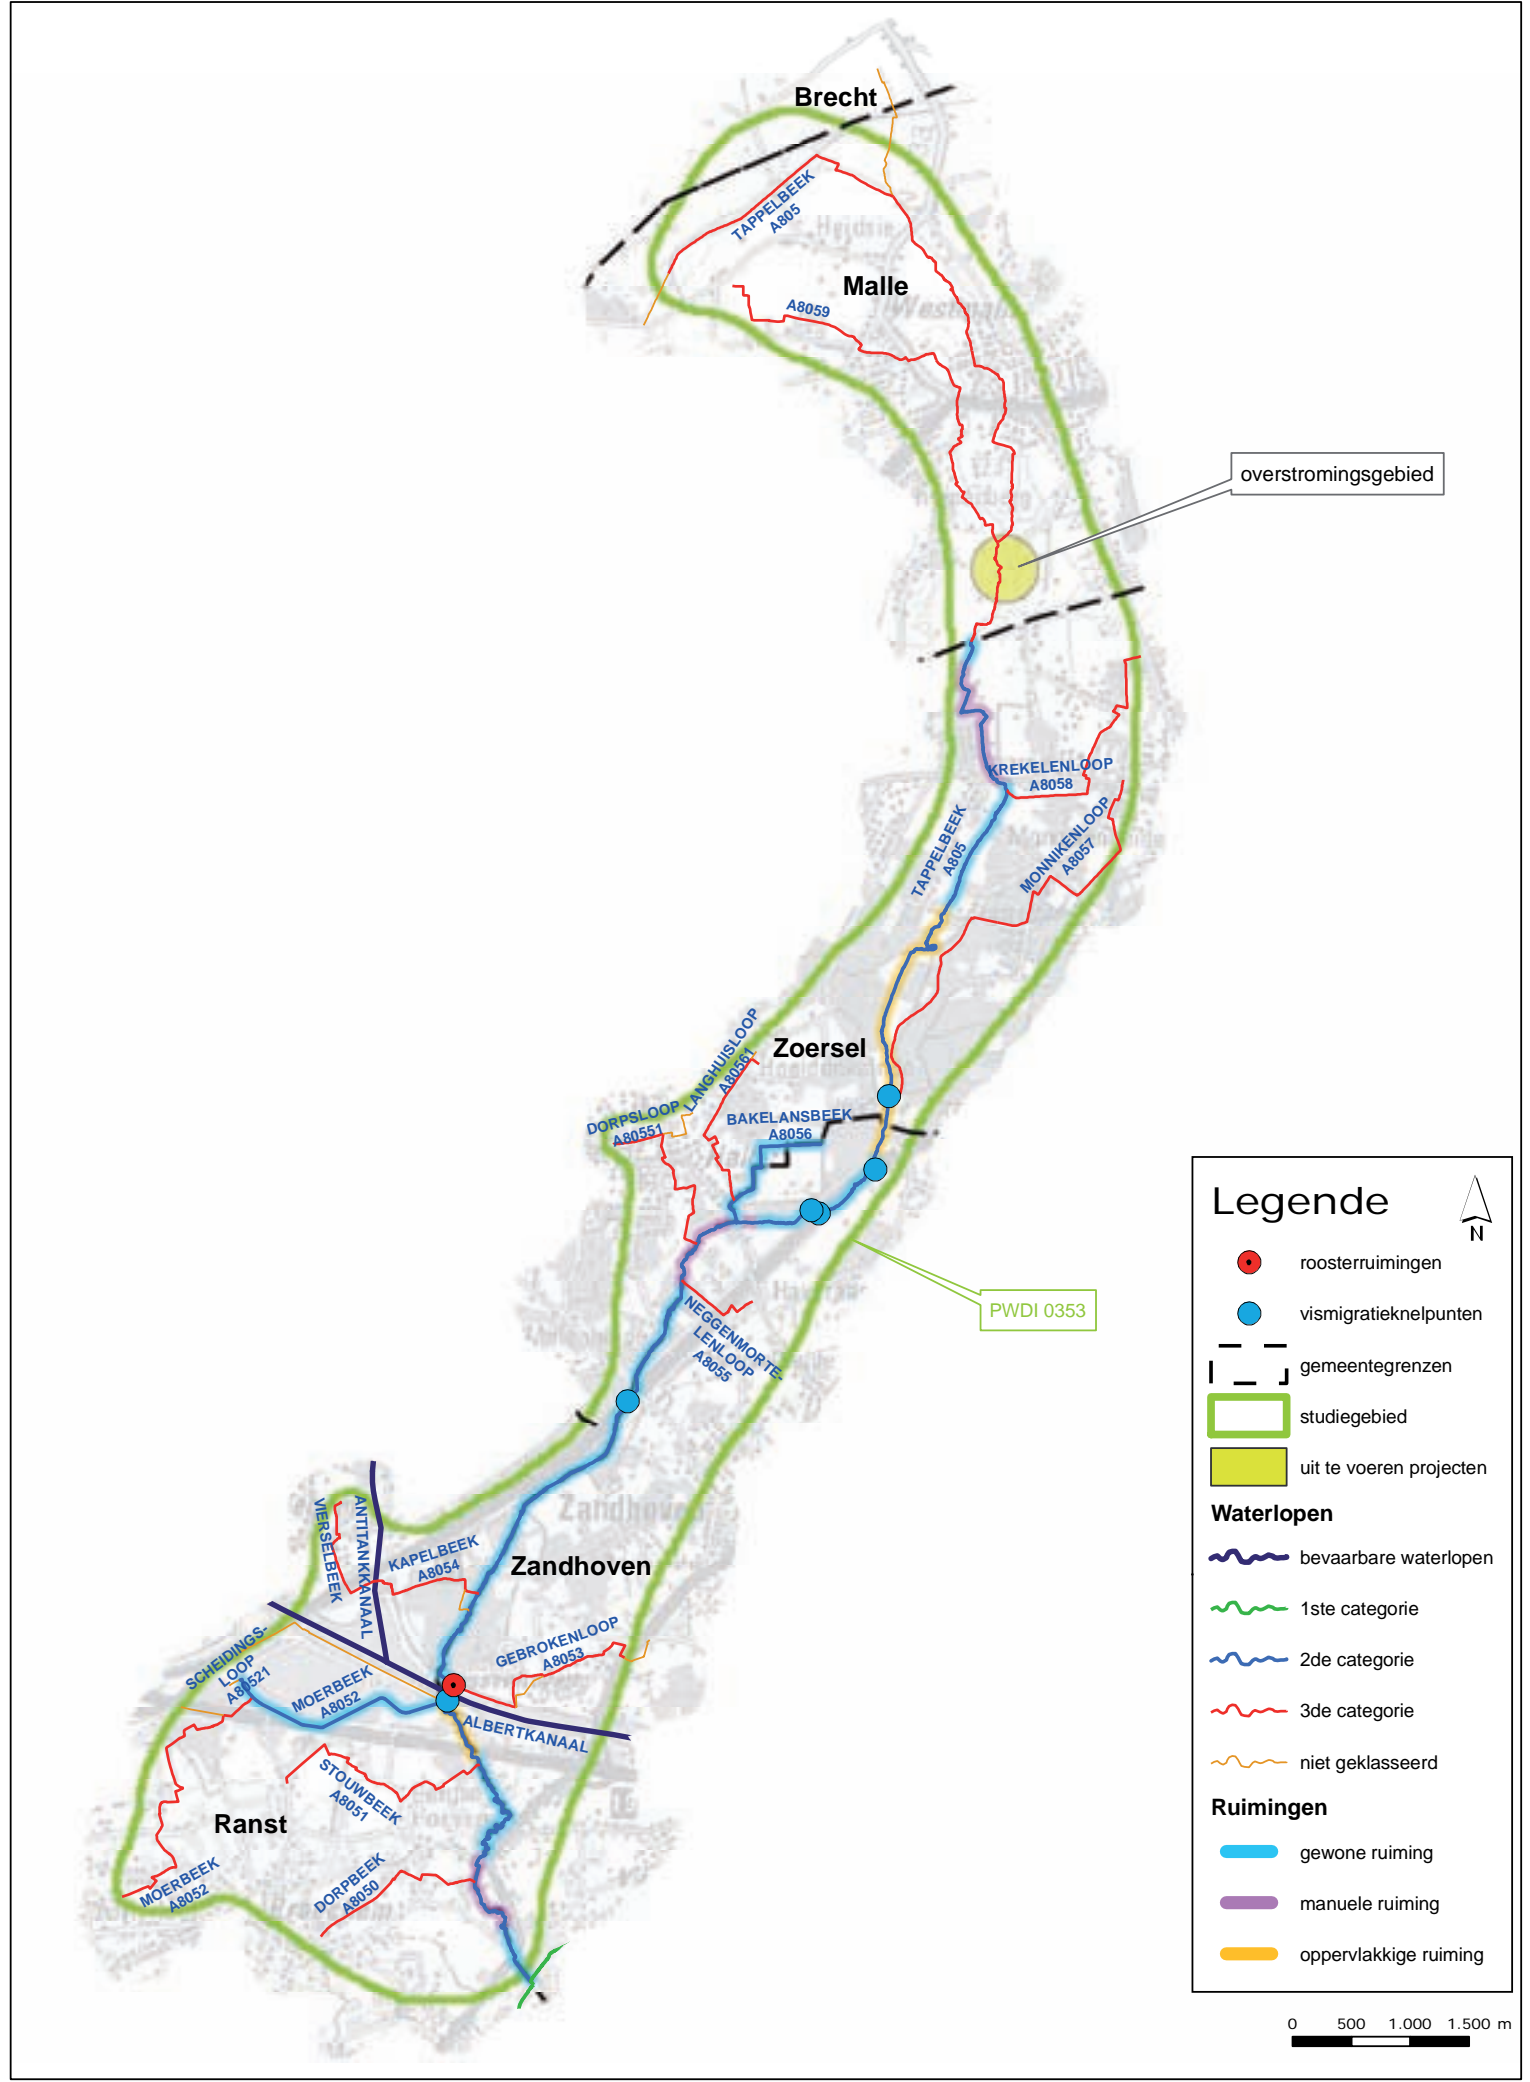 Brecht
TAPPELBEEK
A805
Malle
A8059
overstromingsgebied
KREKELENLOOP
A8058
TAPPELBEEK
A805
MONNIKENLOOP
A8057
Zoersel
LANGHUISLOOP
A80561
DORPSLOOP
A80551
BAKELANSBEEK
A8056
PWDI 0353
NEGGENMORTE-
LENLOOP
A8055
Zandhoven
Zandhoven
VIERSELBEEK
ANTITANKKANAAL
KAPELBEEK
A8054
GEBROKENLOOP
A8053
SCHEIDINGS-
LOOP
A80521
MOERBEEK
A8052
ALBERTKANAAL
STOUWBEEK
A8051
Ranst
MOERBEEK
A8052
DORPBEEK
A8050
Legende
N
roosterruimingen
vismigratieknelpunten
gemeentegrenzen
studiegebied
uit te voeren projecten
Waterlopen
bevaarbare waterlopen
1ste categorie
2de categorie
3de categorie
niet geklasseerd
Ruimingen
gewone ruiming
manuele ruiming
oppervlakkige ruiming
0 500 1.000 1.500 m